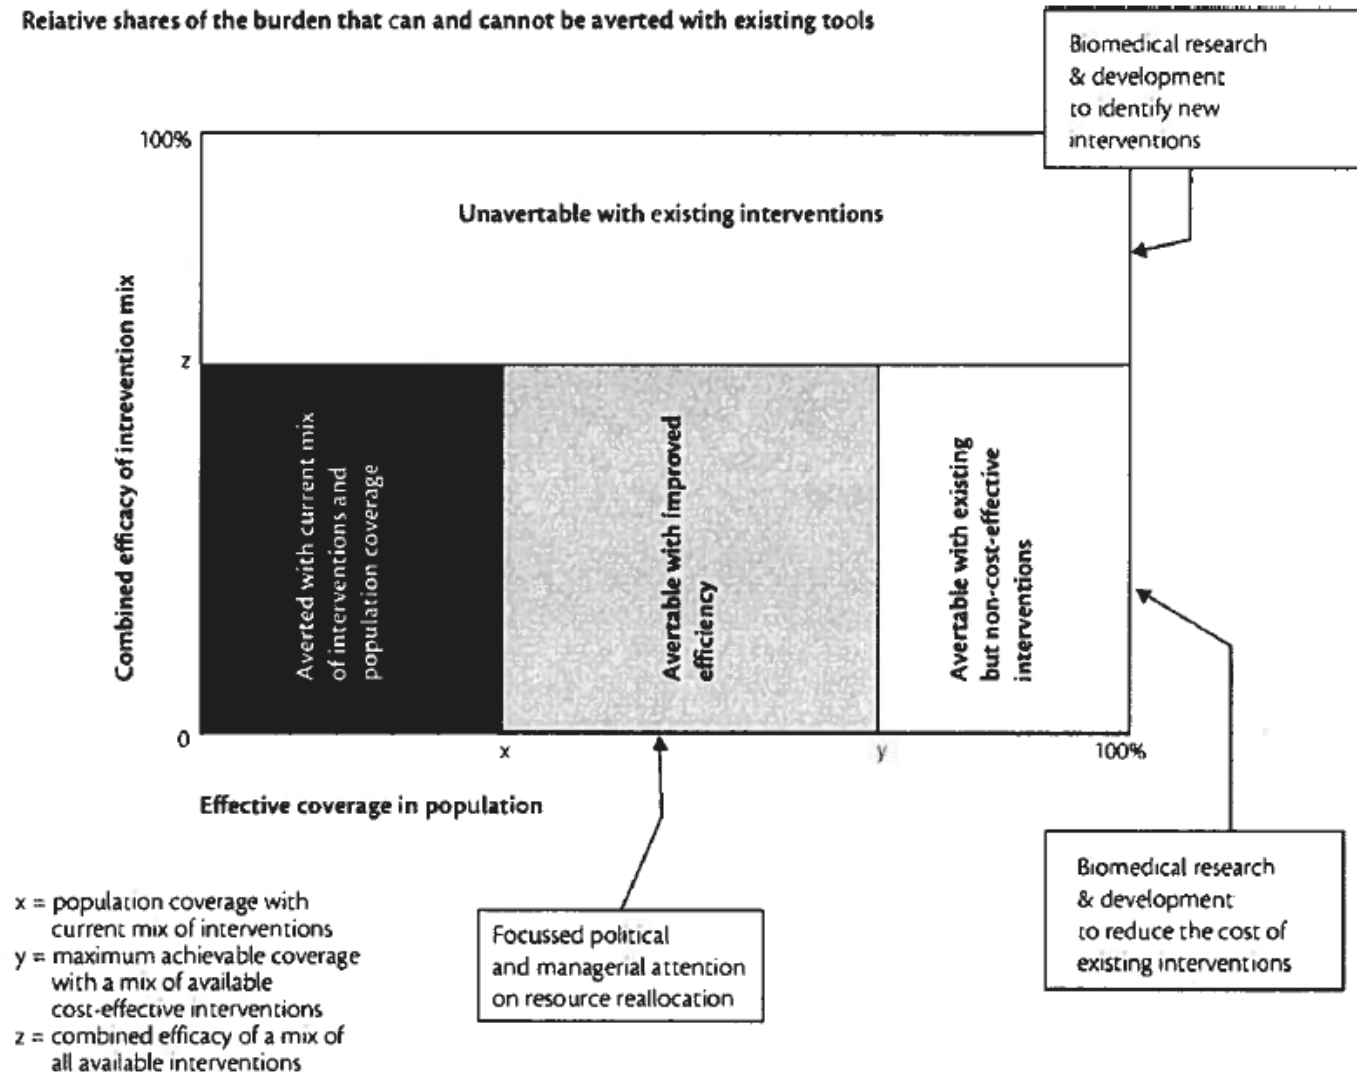 Relative shares of the burden that can and cannot be averted with existing tools
Biomedical research
& development
to identify new
interventions
100%
Unavertable with existing interventions
Combined efficacy of intrevention mix
z
Averted with current mix
of interventions and
population coverage
Avertable with improved
efficiency
Avertable with existing
but non-cost-effective
interventions
0
x
y
100%
Effective coverage in population
x = population coverage with
current mix of interventions
y = maximum achievable coverage
with a mix of available
cost-effective interventions
z = combined efficacy of a mix of
all available interventions
Focussed political
and managerial attention
on resource reallocation
Biomedical research
& development
to reduce the cost of
existing interventions